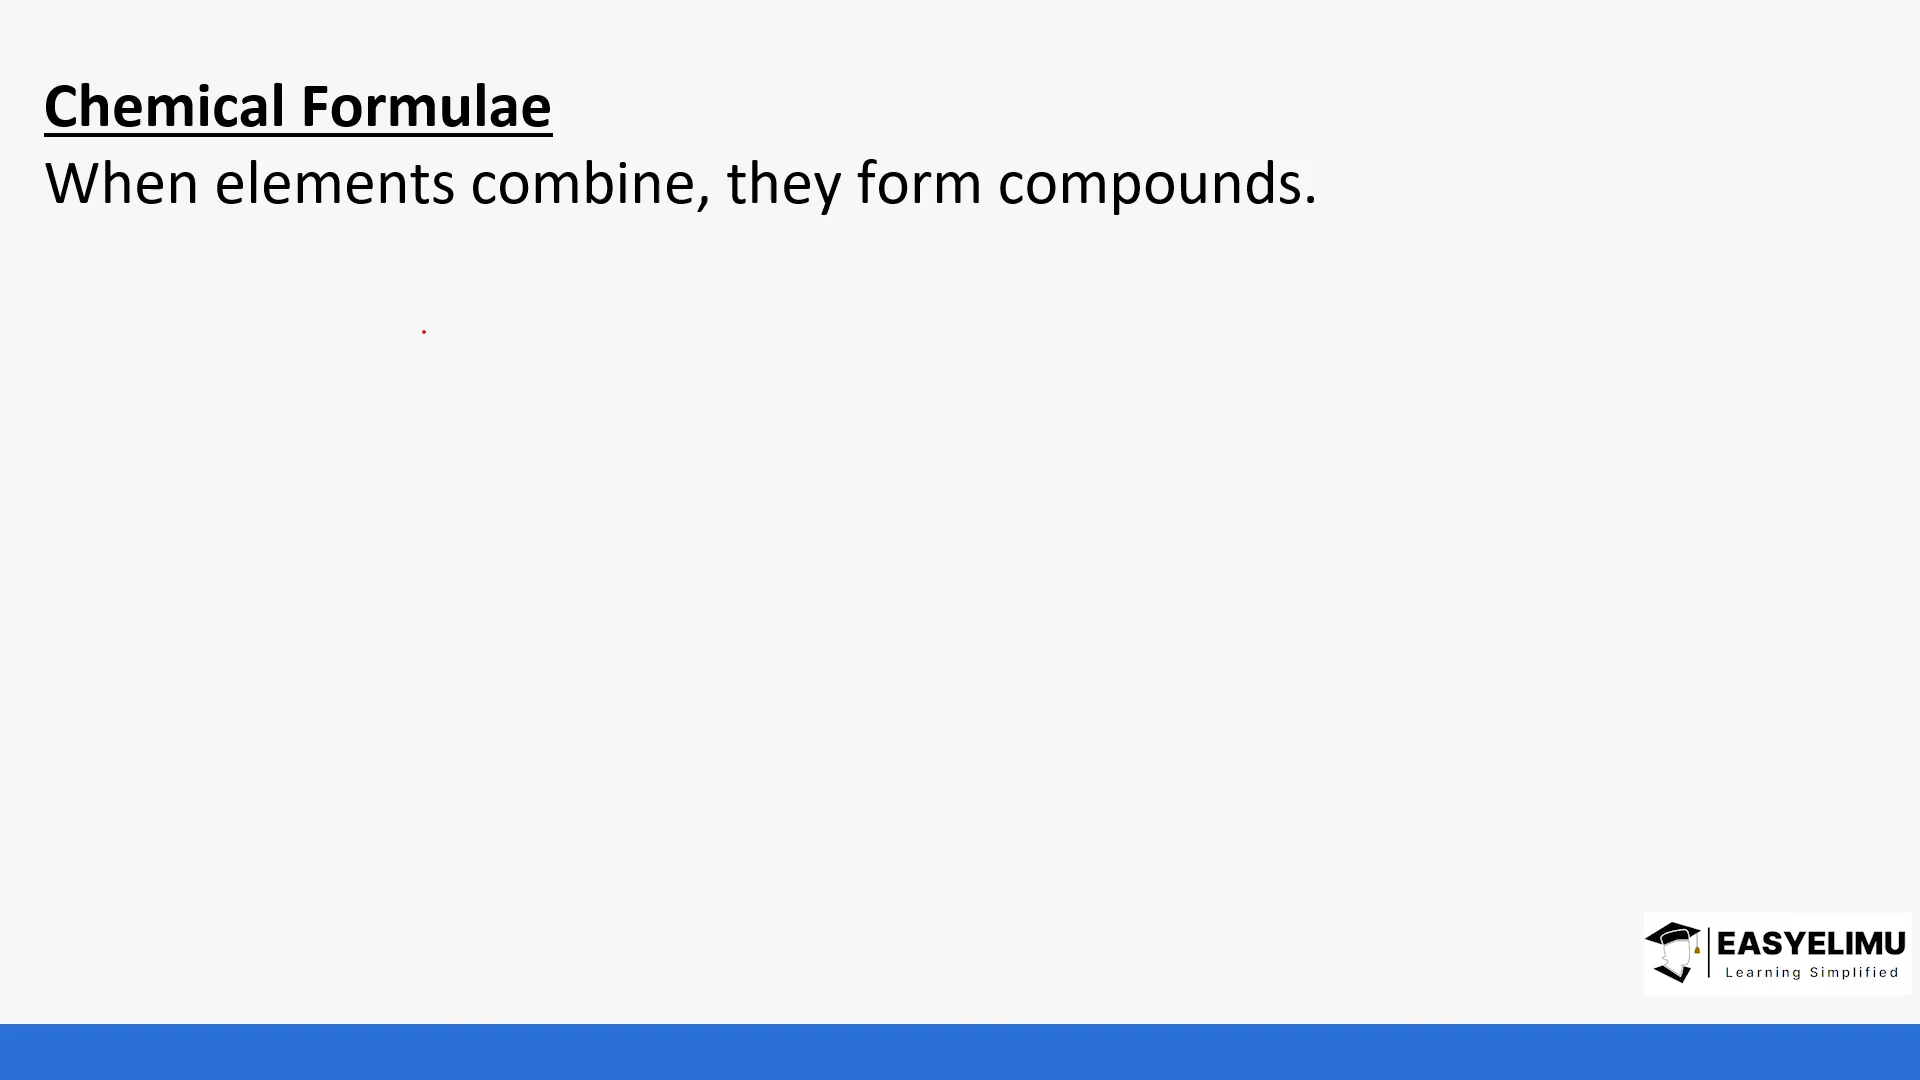 Chemical Formulae
When elements combine, they form compounds.
EASYELIMU
Learning Simplified